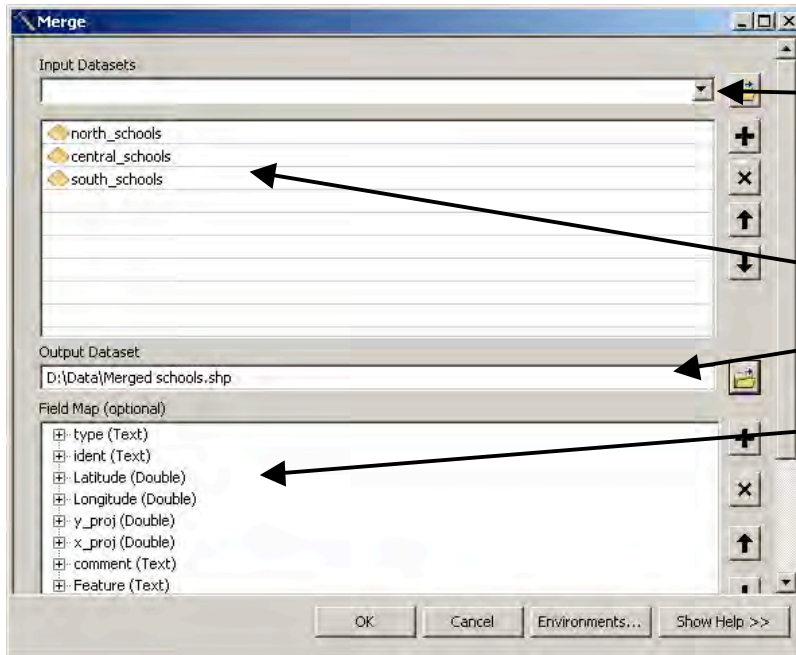 Merge
Input Datasets
north_schools
central_schools
south_schools
Output Dataset
D:\Data\Merged schools.shp
Field Map (optional)
type (Text)
ident (Text)
Latitude (Double)
Longitude (Double)
y_proj (Double)
x_proj (Double)
comment (Text)
Feature (Text)
OK Cancel Environments... Show Help >>